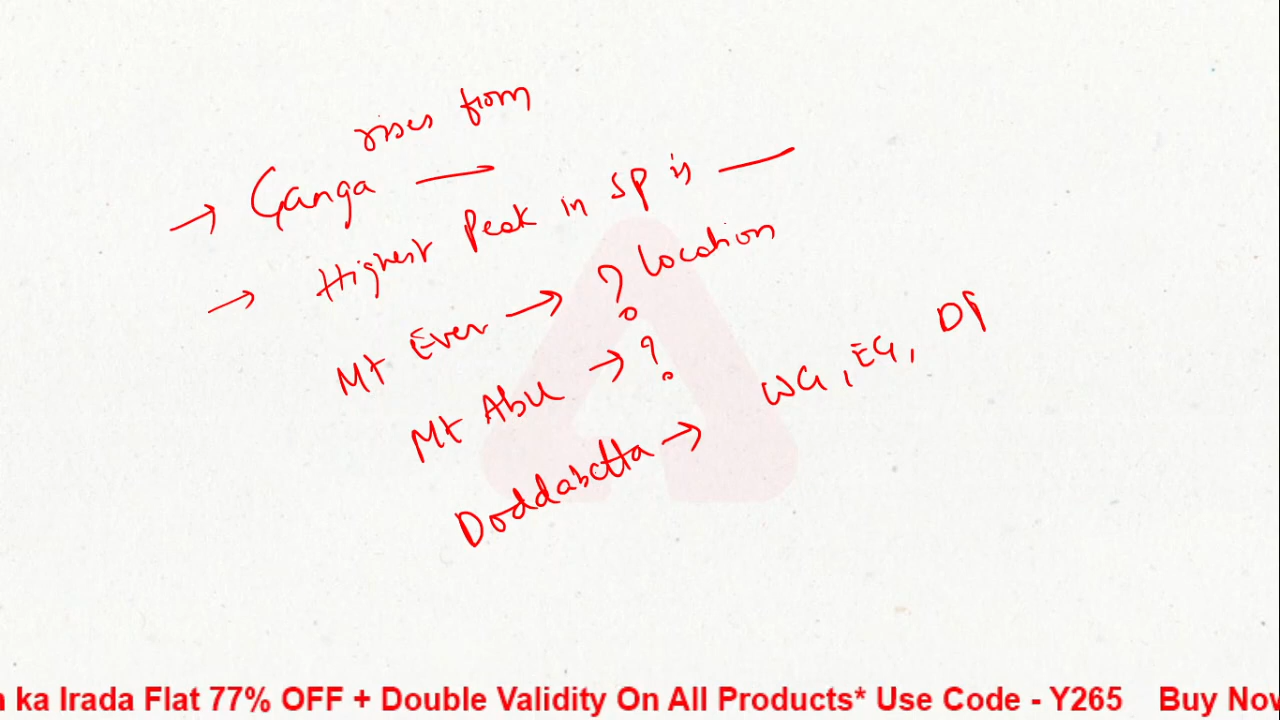 rises from
→ Ganga —
→ Highest Peak in SP is —
Mt Ever → ? location
Mt Abu → ?
Doddabetta → WG, EG, DP
ka Irada Flat 77% OFF + Double Validity On All Products* Use Code - Y265 Buy Now